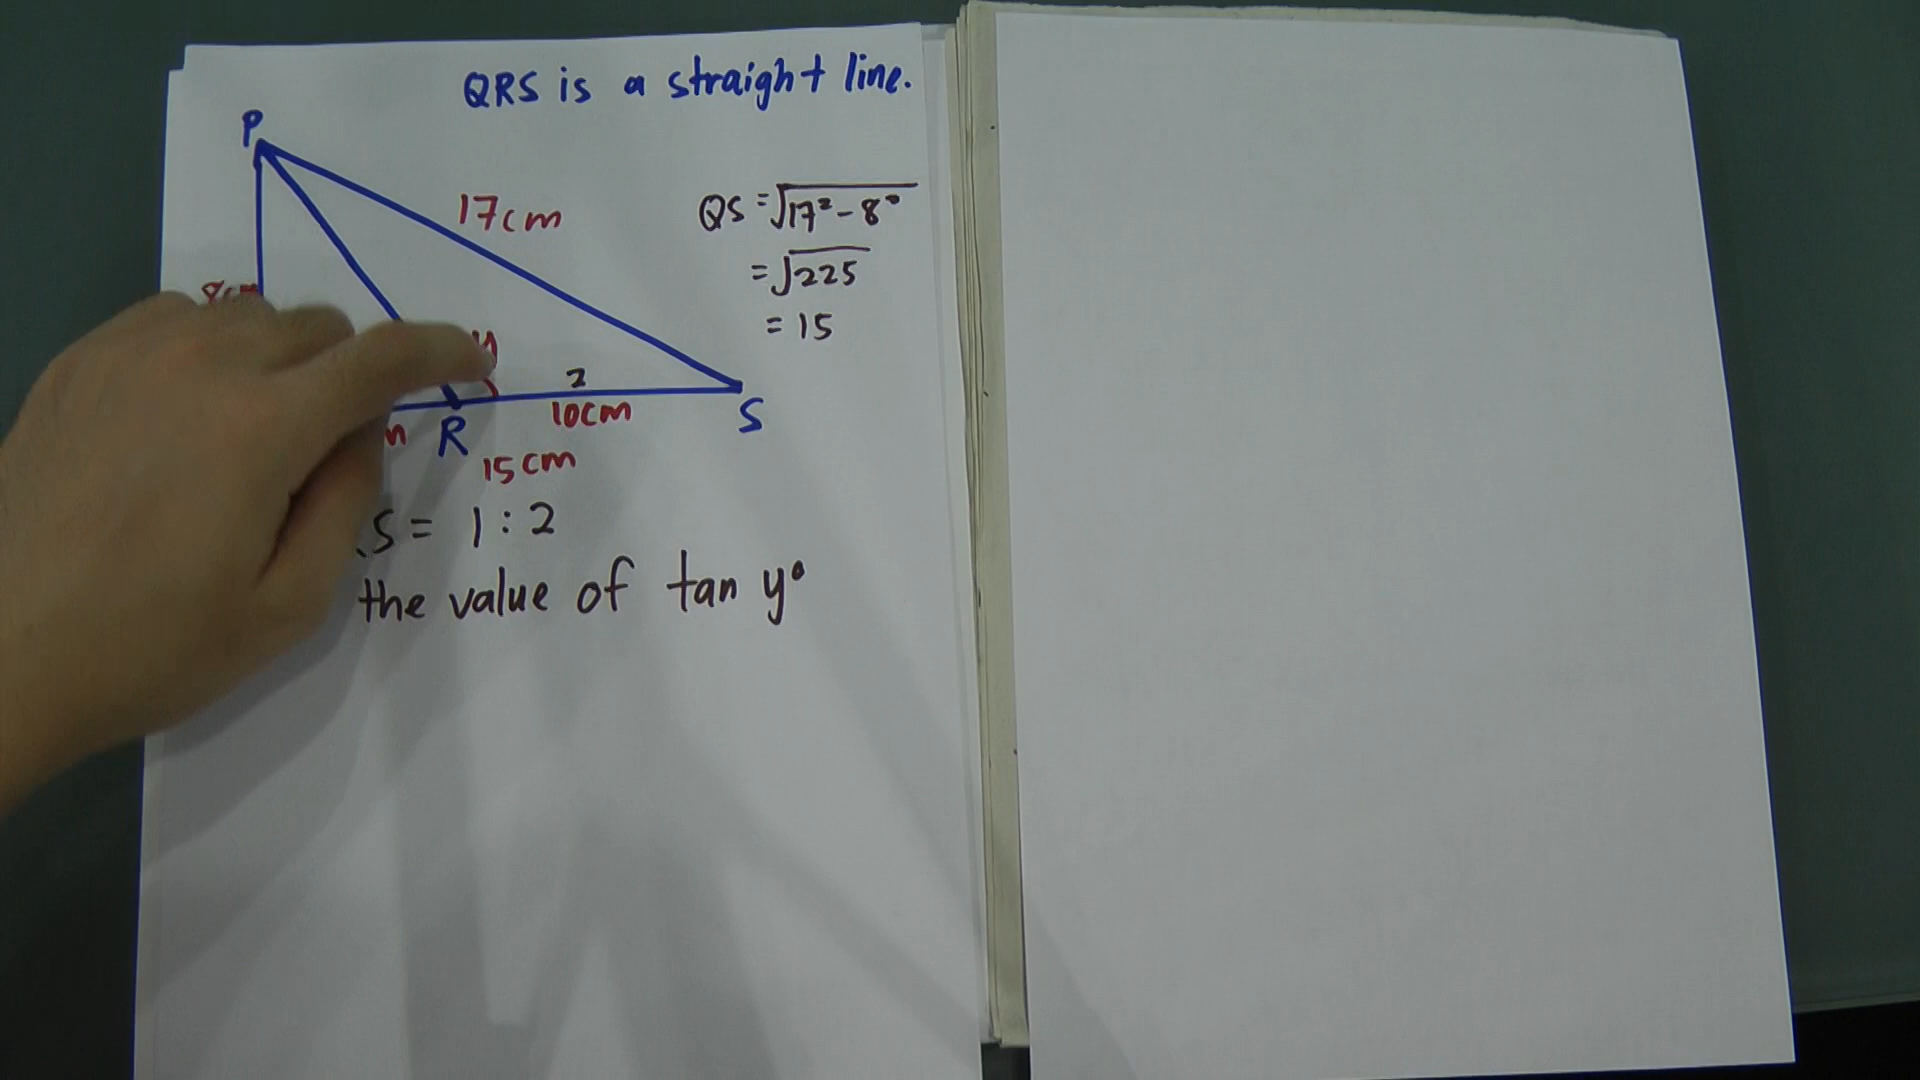 QRS is a straight line.
P
17cm
QS = √17² - 8²
= √225
= 15
8cm
y
2
10cm
S
R
15cm
S = 1 : 2
the value of tan y°